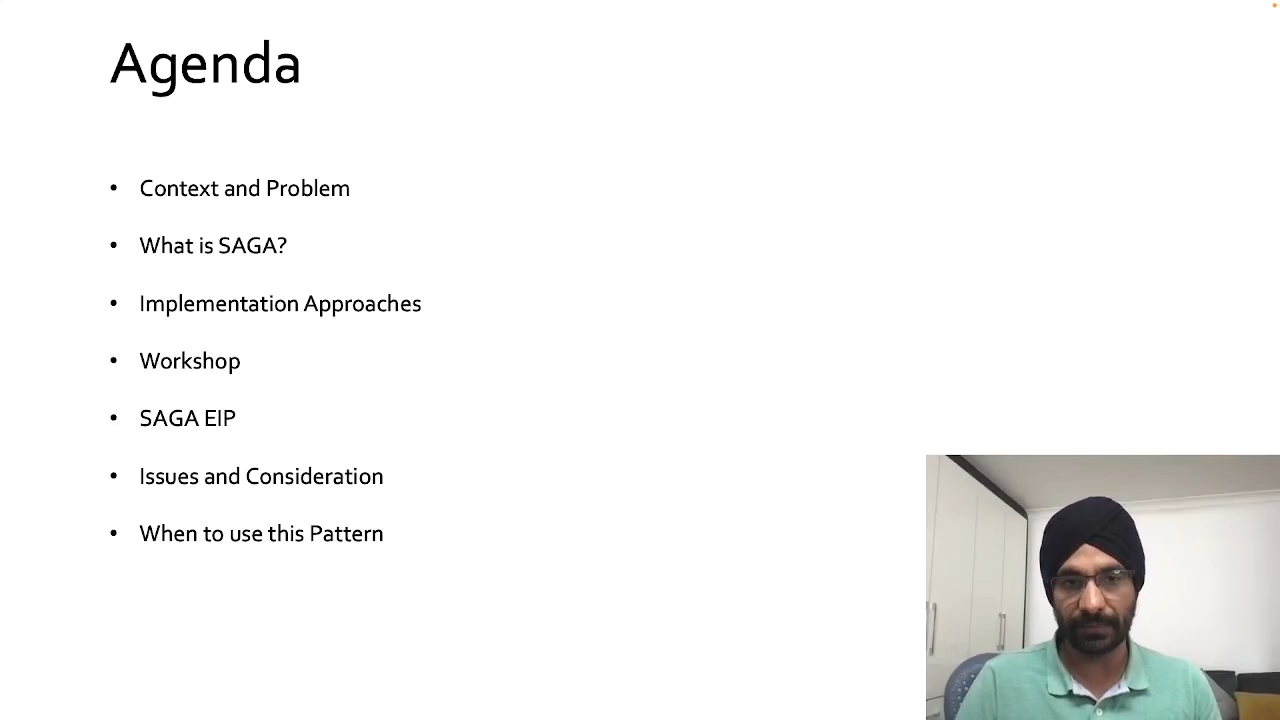 Agenda
• Context and Problem
• What is SAGA?
• Implementation Approaches
• Workshop
• SAGA EIP
• Issues and Consideration
• When to use this Pattern